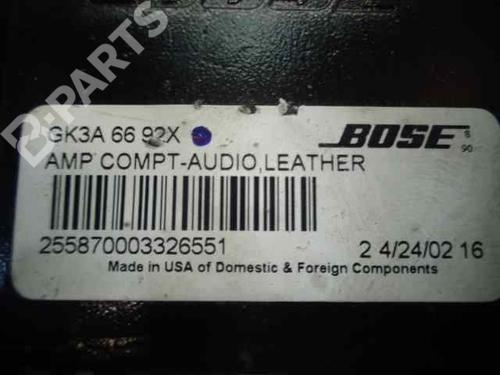 B-PARTS
GK3A 66 92X
BOSE
S
90
AMP COMPT-AUDIO,LEATHER
255870003326551
2 4/24/02 16
Made in USA of Domestic & Foreign Components